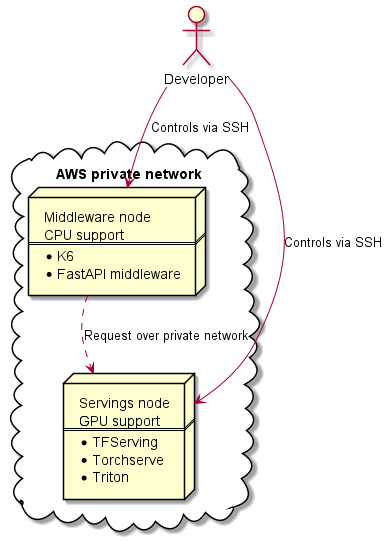 Developer
Controls via SSH
AWS private network
Middleware node
CPU support
K6
FastAPI middleware
Controls via SSH
Request over private network
Servings node
GPU support
TFServing
Torchserve
Triton